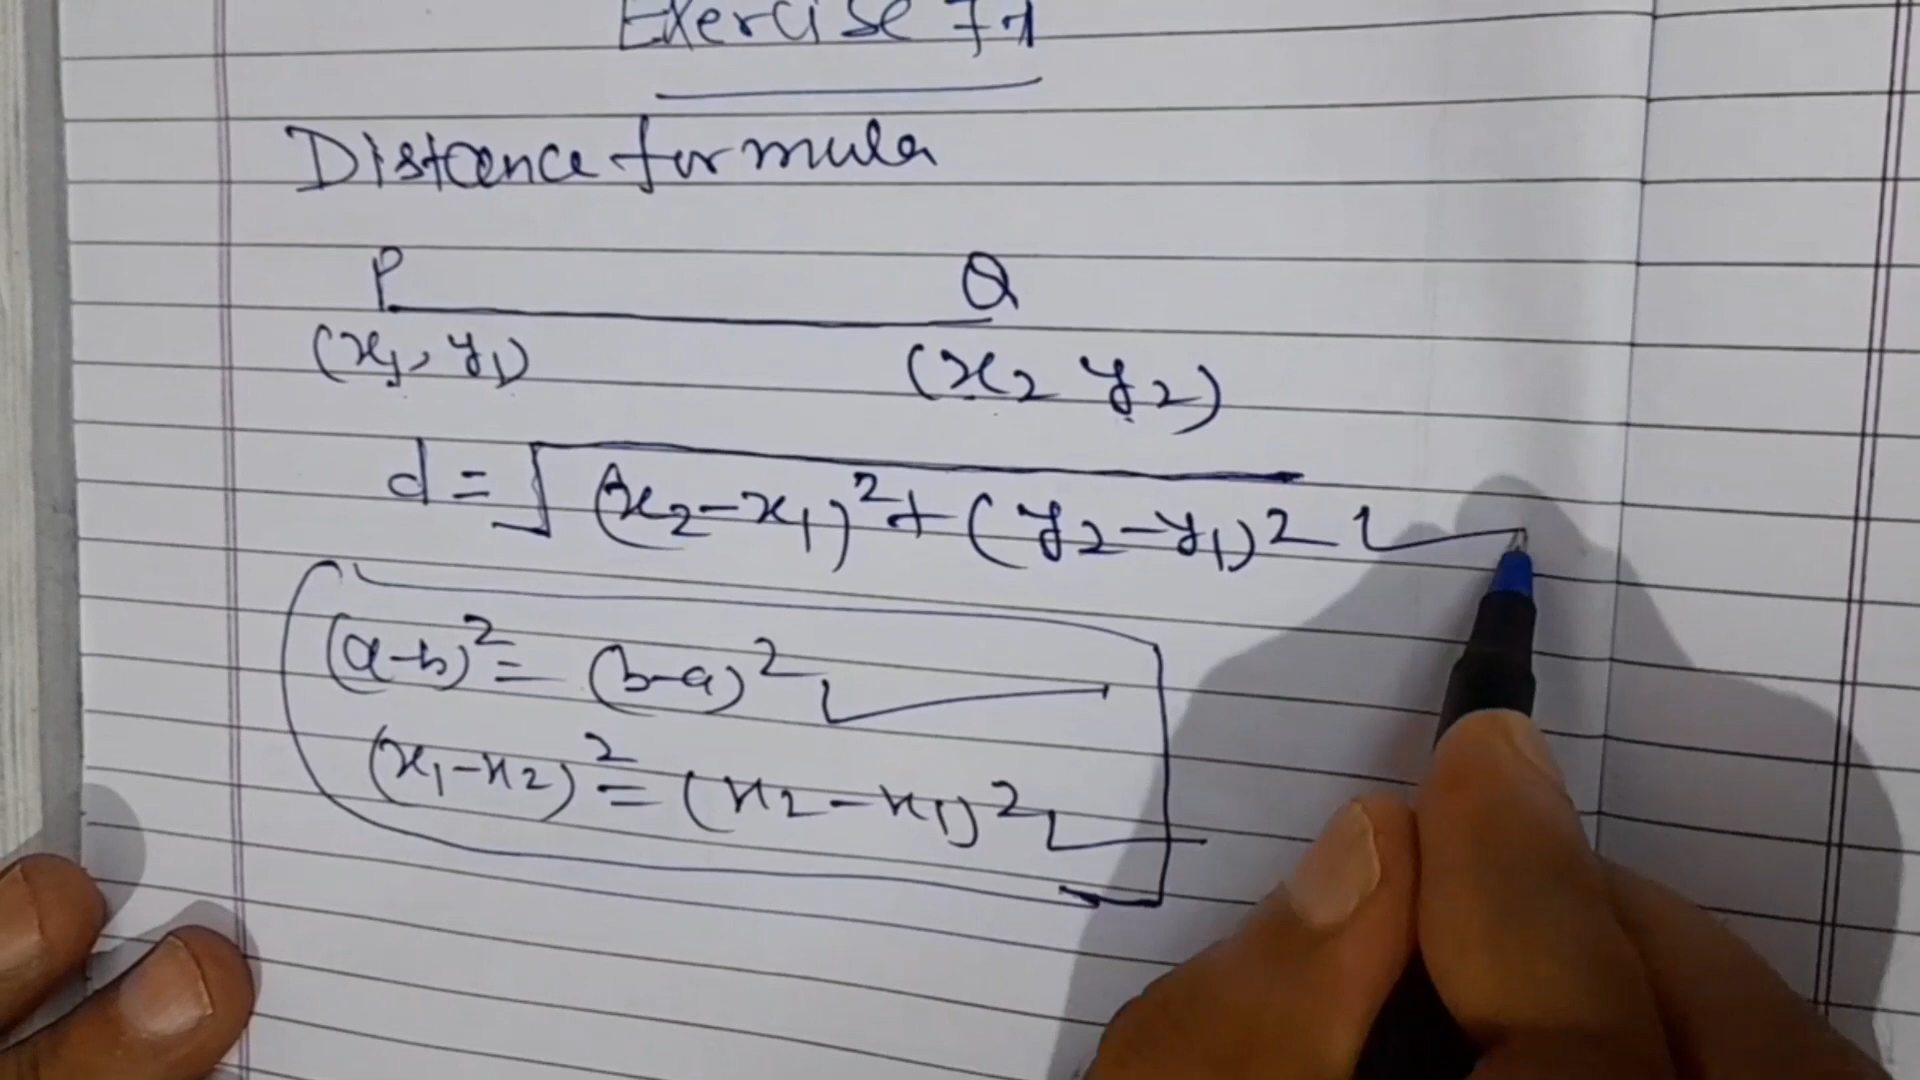 Exercise 7.1
Distance formula
P Q
(x₁, y₁) (x₂ y₂)
d = √(x₂-x₁)²+(y₂-y₁)²
(a-b)² = (b-a)²
(x₁-x₂)² = (x₂-x₁)²